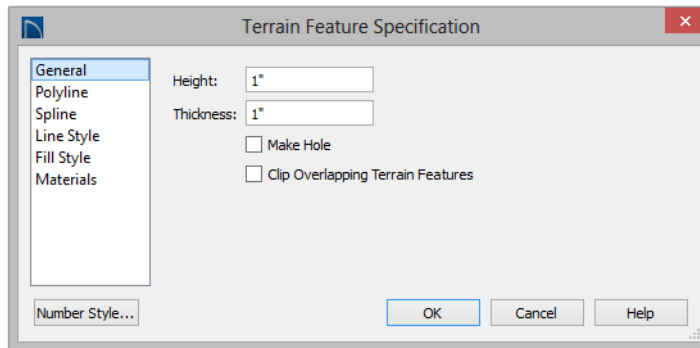 Terrain Feature Specification
General
Polyline
Spline
Line Style
Fill Style
Materials
Height: 1"
Thickness: 1"
Make Hole
Clip Overlapping Terrain Features
Number Style... OK Cancel Help